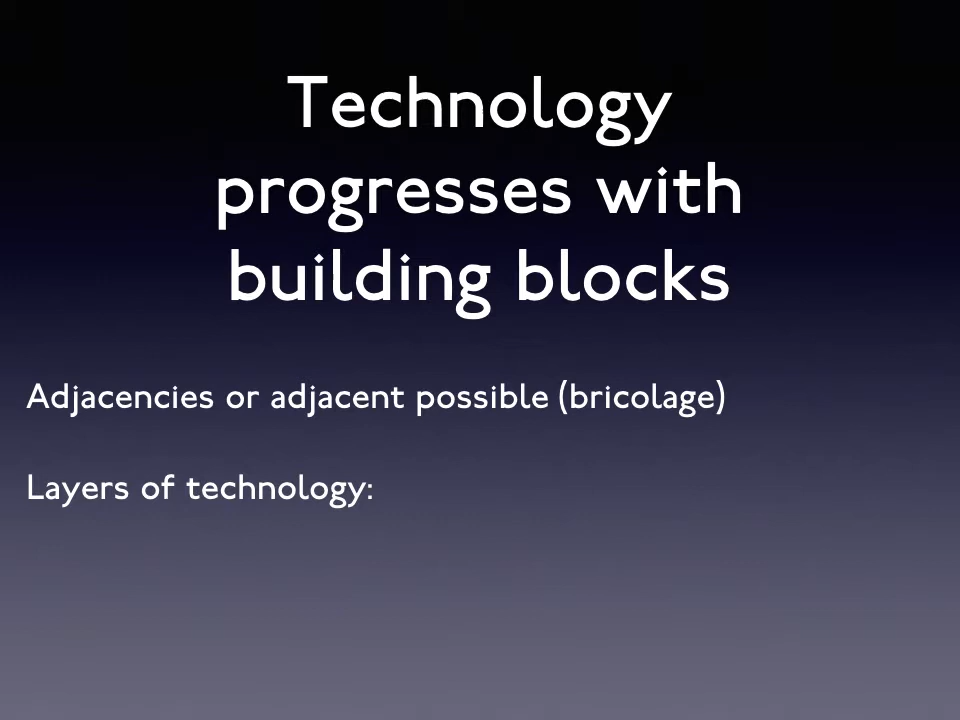 Technology
progresses with
building blocks
Adjacencies or adjacent possible (bricolage)
Layers of technology: